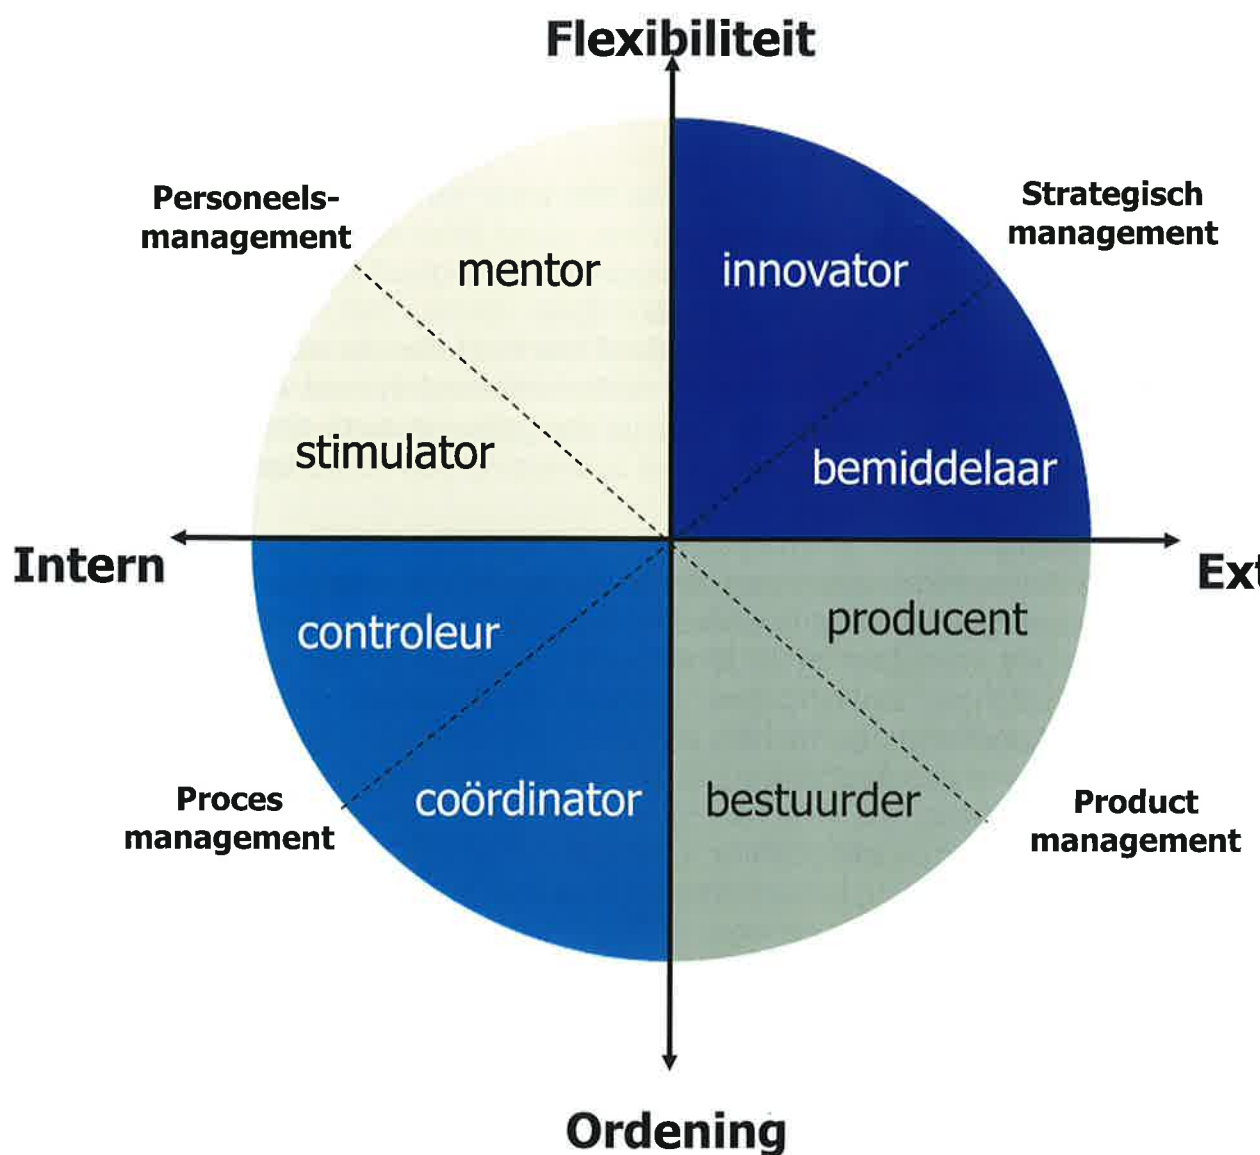 Flexibiliteit
Personeels-
management
Strategisch
management
mentor
innovator
stimulator
bemiddelaar
Intern
Ext
controleur
producent
coördinator
bestuurder
Proces
management
Product
management
Ordening